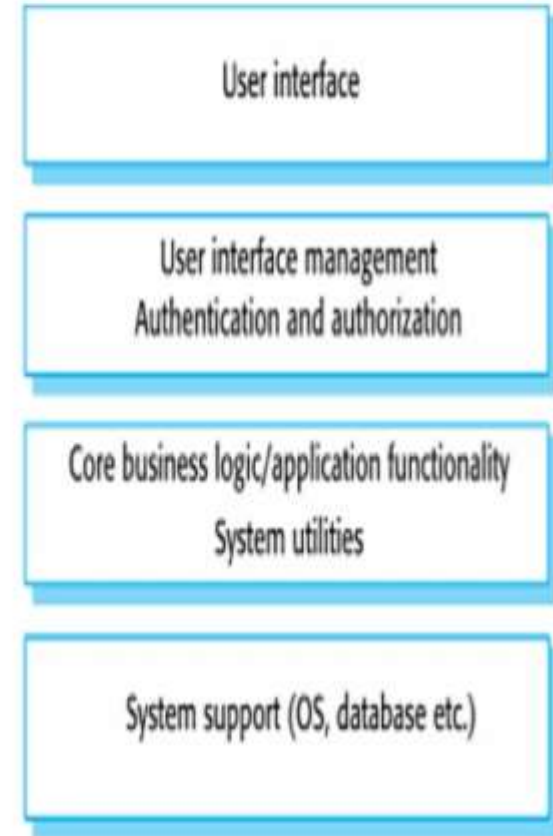 User interface
User interface management
Authentication and authorization
Core business logic/application functionality
System utilities
System support (OS, database etc.)